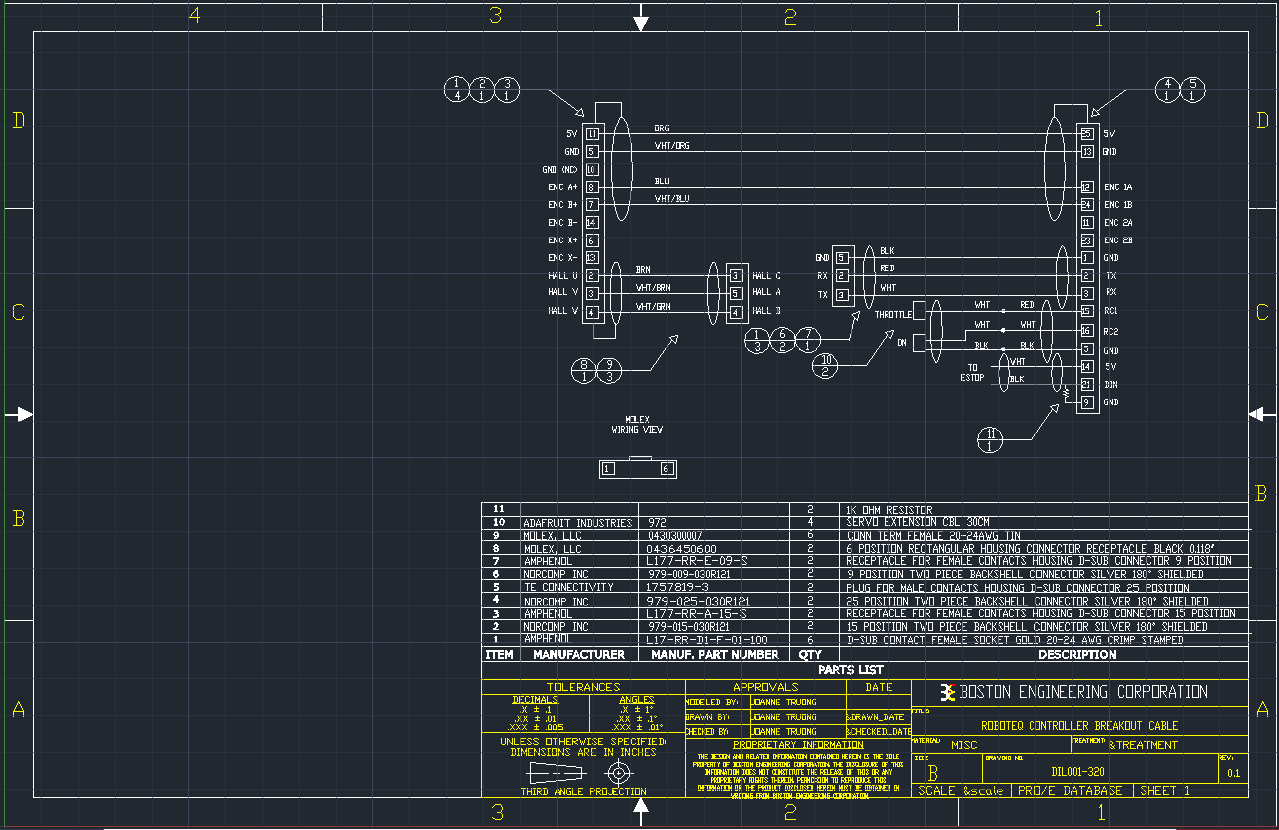 4 3 2 1
D D
C C
B B
A A
3 2 1
1 4 2 1 3 1
4 1 5 1
5V 11 ORG 25 5V
GND 5 WHT/ORG 13 GND
GND (NC) 10
ENC A+ 8 BLU 12 ENC 1A
ENC B+ 7 WHT/BLU 24 ENC 1B
ENC B- 14 11 ENC 2A
ENC X+ 6 23 ENC 2B
ENC X- 13
GND 5 BLK 1 GND
HALL U 2 BRN 3 HALL C
RX 2 RED 2 TX
HALL V 3 WHT/BRN 5 HALL A
TX 3 WHT 3 RX
HALL V 4 WHT/GRN 4 HALL B
THROTTLE WHT RED 15 RC1
WHT WHT 16 RC2
ON BLK BLK 5 GND
TO
ESTOP
WHT 14 5V
BLK 21 DIN
9 GND
1 3 6 2 7 1
10 2
8 1 9 3
11 1
MOLEX
WIRING VIEW
1 6
11 2 1K OHM RESISTOR
10 ADAFRUIT INDUSTRIES 972 4 SERVO EXTENSION CBL 30CM
9 MOLEX, LLC 0430300007 6 CONN TERM FEMALE 20-24AWG TIN
8 MOLEX, LLC 0436450600 2 6 POSITION RECTANGULAR HOUSING CONNECTOR RECEPTACLE BLACK 0.118"
7 AMPHENOL L177-RR-E-09-S 2 RECEPTACLE FOR FEMALE CONTACTS HOUSING D-SUB CONNECTOR 9 POSITION
6 NORCOMP INC 979-009-030R121 2 9 POSITION TWO PIECE BACKSHELL CONNECTOR SILVER 180° SHIELDED
5 TE CONNECTIVITY 1757819-3 2 PLUG FOR MALE CONTACTS HOUSING D-SUB CONNECTOR 25 POSITION
4 NORCOMP INC 979-025-030R121 2 25 POSITION TWO PIECE BACKSHELL CONNECTOR SILVER 180° SHIELDED
3 AMPHENOL L177-RR-A-15-S 2 RECEPTACLE FOR FEMALE CONTACTS HOUSING D-SUB CONNECTOR 15 POSITION
2 NORCOMP INC 979-015-030R121 2 15 POSITION TWO PIECE BACKSHELL CONNECTOR SILVER 180° SHIELDED
1 AMPHENOL L17-RR-D1-F-01-100 6 D-SUB CONTACT FEMALE SOCKET GOLD 20-24 AWG CRIMP STAMPED
ITEM MANUFACTURER MANUF. PART NUMBER QTY DESCRIPTION
PARTS LIST
TOLERANCES
DECIMALS ANGLES
.X ± .1 .X ± 1°
.XX ± .01 .XX ± .1°
.XXX ± .005 .XXX ± .01°
UNLESS OTHERWISE SPECIFIED:
DIMENSIONS ARE IN INCHES
THIRD ANGLE PROJECTION
APPROVALS DATE
MODELED BY: JOANNE TRUONG
DRAWN BY: JOANNE TRUONG &DRAWN_DATE
CHECKED BY: JOANNE TRUONG &CHECKED_DATE
PROPRIETARY INFORMATION
THE DESIGN AND RELATED INFORMATION CONTAINED HEREIN IS THE SOLE
PROPERTY OF BOSTON ENGINEERING CORPORATION. THE DISCLOSURE OF THIS
INFORMATION DOES NOT CONSTITUTE THE RELEASE OF THIS OR ANY
PROPRIETARY RIGHTS THEREIN. PERMISSION TO REPRODUCE THIS
INFORMATION OR THE PRODUCT DISCLOSED HEREIN MUST BE OBTAINED IN
WRITING FROM BOSTON ENGINEERING CORPORATION.
BOSTON ENGINEERING CORPORATION
TITLE:
ROBOTEQ CONTROLLER BREAKOUT CABLE
MATERIAL: MISC TREATMENT: &TREATMENT
SIZE: B DRAWING NO. DIL001-320 REV: 0.1
SCALE &scale PRO/E DATABASE SHEET 1